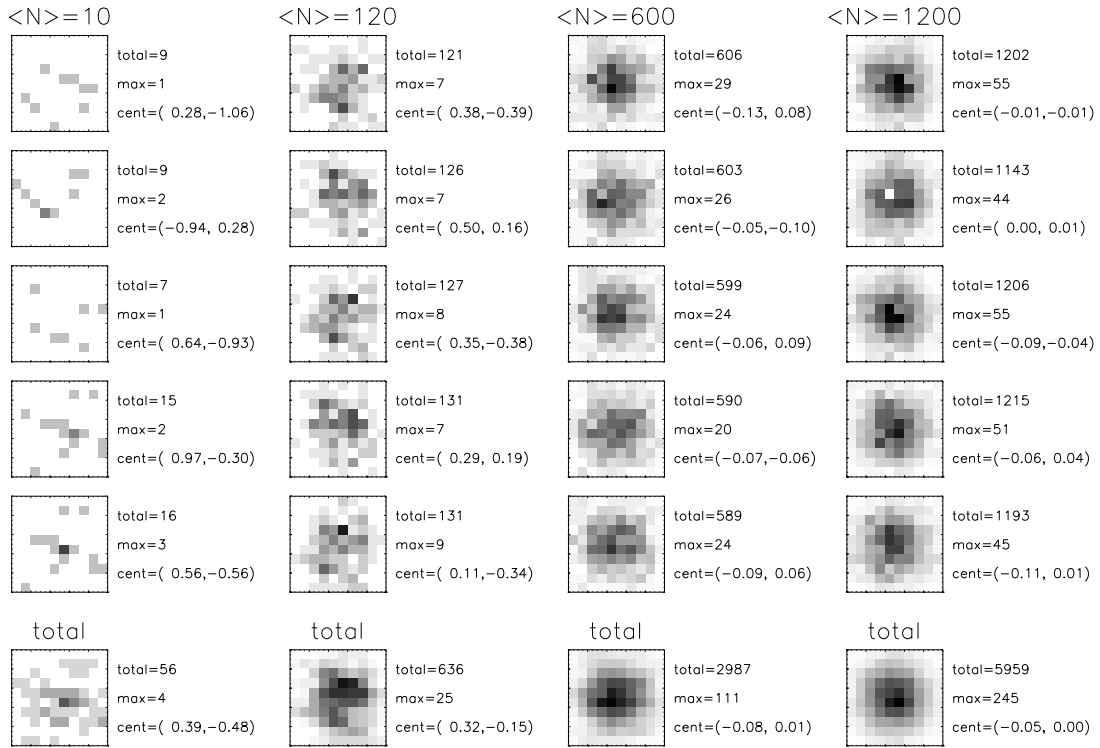 <N>=10 <N>=120 <N>=600 <N>=1200
total=9 total=121 total=606 total=1202
max=1 max=7 max=29 max=55
cent=( 0.28,−1.06) cent=( 0.38,−0.39) cent=(−0.13, 0.08) cent=(−0.01,−0.01)
total=9 total=126 total=603 total=1143
max=2 max=7 max=26 max=44
cent=(−0.94, 0.28) cent=( 0.50, 0.16) cent=(−0.05,−0.10) cent=( 0.00, 0.01)
total=7 total=127 total=599 total=1206
max=1 max=8 max=24 max=55
cent=( 0.64,−0.93) cent=( 0.35,−0.38) cent=(−0.06, 0.09) cent=(−0.09,−0.04)
total=15 total=131 total=590 total=1215
max=2 max=7 max=20 max=51
cent=( 0.97,−0.30) cent=( 0.29, 0.19) cent=(−0.07,−0.06) cent=(−0.06, 0.04)
total=16 total=131 total=589 total=1193
max=3 max=9 max=24 max=45
cent=( 0.56,−0.56) cent=( 0.11,−0.34) cent=(−0.09, 0.06) cent=(−0.11, 0.01)
total total total total
total=56 total=636 total=2987 total=5959
max=4 max=25 max=111 max=245
cent=( 0.39,−0.48) cent=( 0.32,−0.15) cent=(−0.08, 0.01) cent=(−0.05, 0.00)